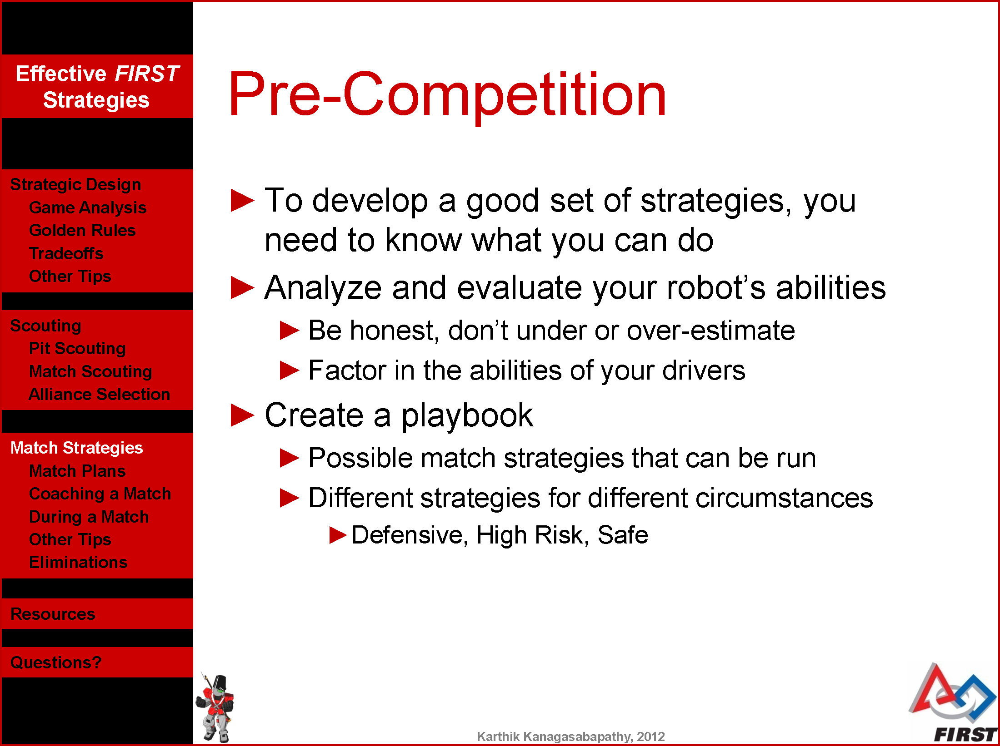 Effective FIRST
Strategies
Strategic Design
Game Analysis
Golden Rules
Tradeoffs
Other Tips
Scouting
Pit Scouting
Match Scouting
Alliance Selection
Match Strategies
Match Plans
Coaching a Match
During a Match
Other Tips
Eliminations
Resources
Questions?
Pre-Competition
► To develop a good set of strategies, you
need to know what you can do
► Analyze and evaluate your robot’s abilities
► Be honest, don’t under or over-estimate
► Factor in the abilities of your drivers
► Create a playbook
► Possible match strategies that can be run
► Different strategies for different circumstances
► Defensive, High Risk, Safe
Karthik Kanagasabapathy, 2012
FIRST